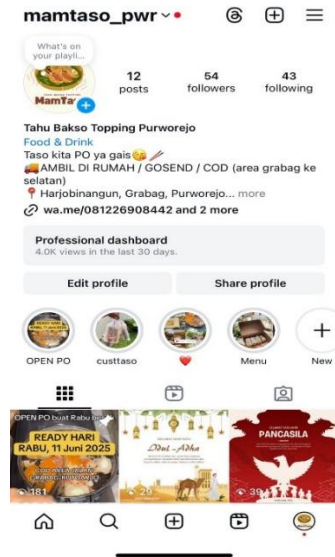 mamtaso_pwr
What's on
your playli...
MamTa
12
posts
54
followers
43
following
Tahu Bakso Topping Purworejo
Food & Drink
Taso kita PO ya gais😋🥢
🚚AMBIL DI RUMAH / GOSEND / COD (area grabag ke
selatan)
📍 Harjobinangun, Grabag, Purworejo... more
wa.me/081226908442 and 2 more
Professional dashboard
4.0K views in the last 30 days.
Edit profile
Share profile
OPEN PO
custtaso
❤️
Menu
New
OPEN PO buat Rabu
READY HARI
RABU, 11 Juni 2025
181
Idul-Adha
29
PANCASILA
39